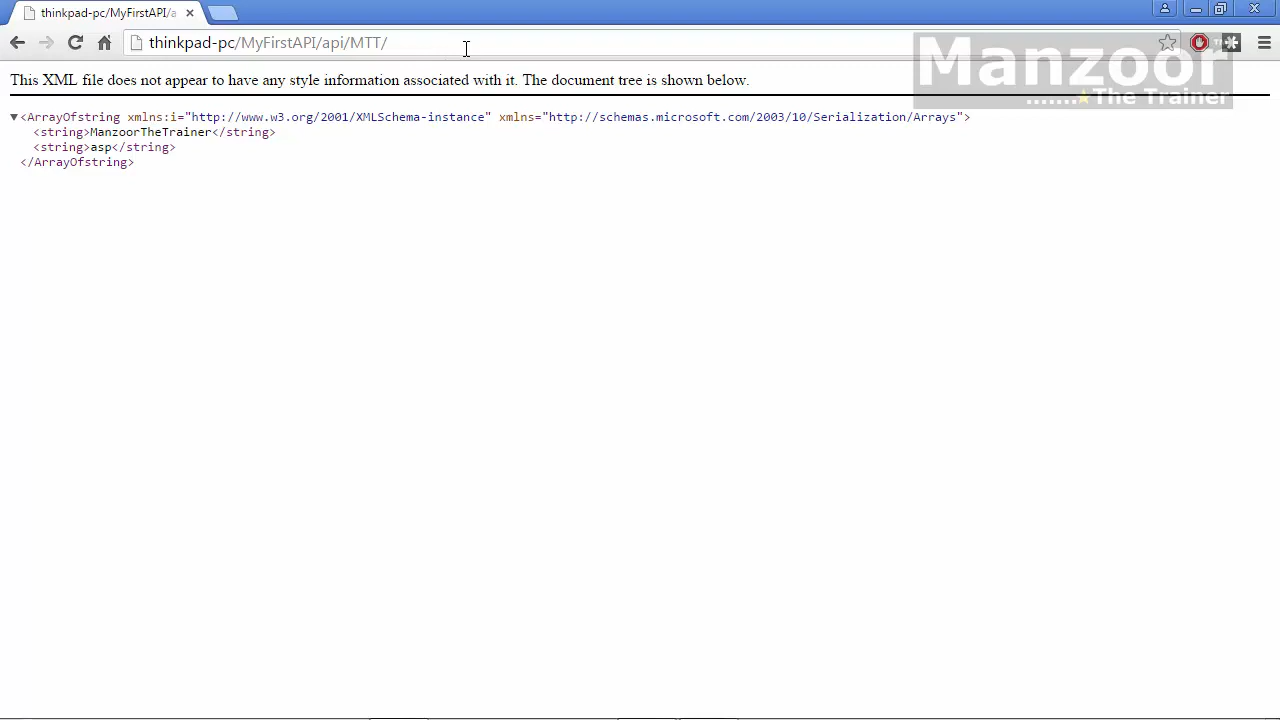 thinkpad-pc/MyFirstAPI/a
thinkpad-pc/MyFirstAPI/api/MTT/
Manzoor
.......The Trainer
This XML file does not appear to have any style information associated with it. The document tree is shown below.
<ArrayOfstring xmlns:i="http://www.w3.org/2001/XMLSchema-instance" xmlns="http://schemas.microsoft.com/2003/10/Serialization/Arrays">
<string>ManzoorTheTrainer</string>
<string>asp</string>
</ArrayOfstring>